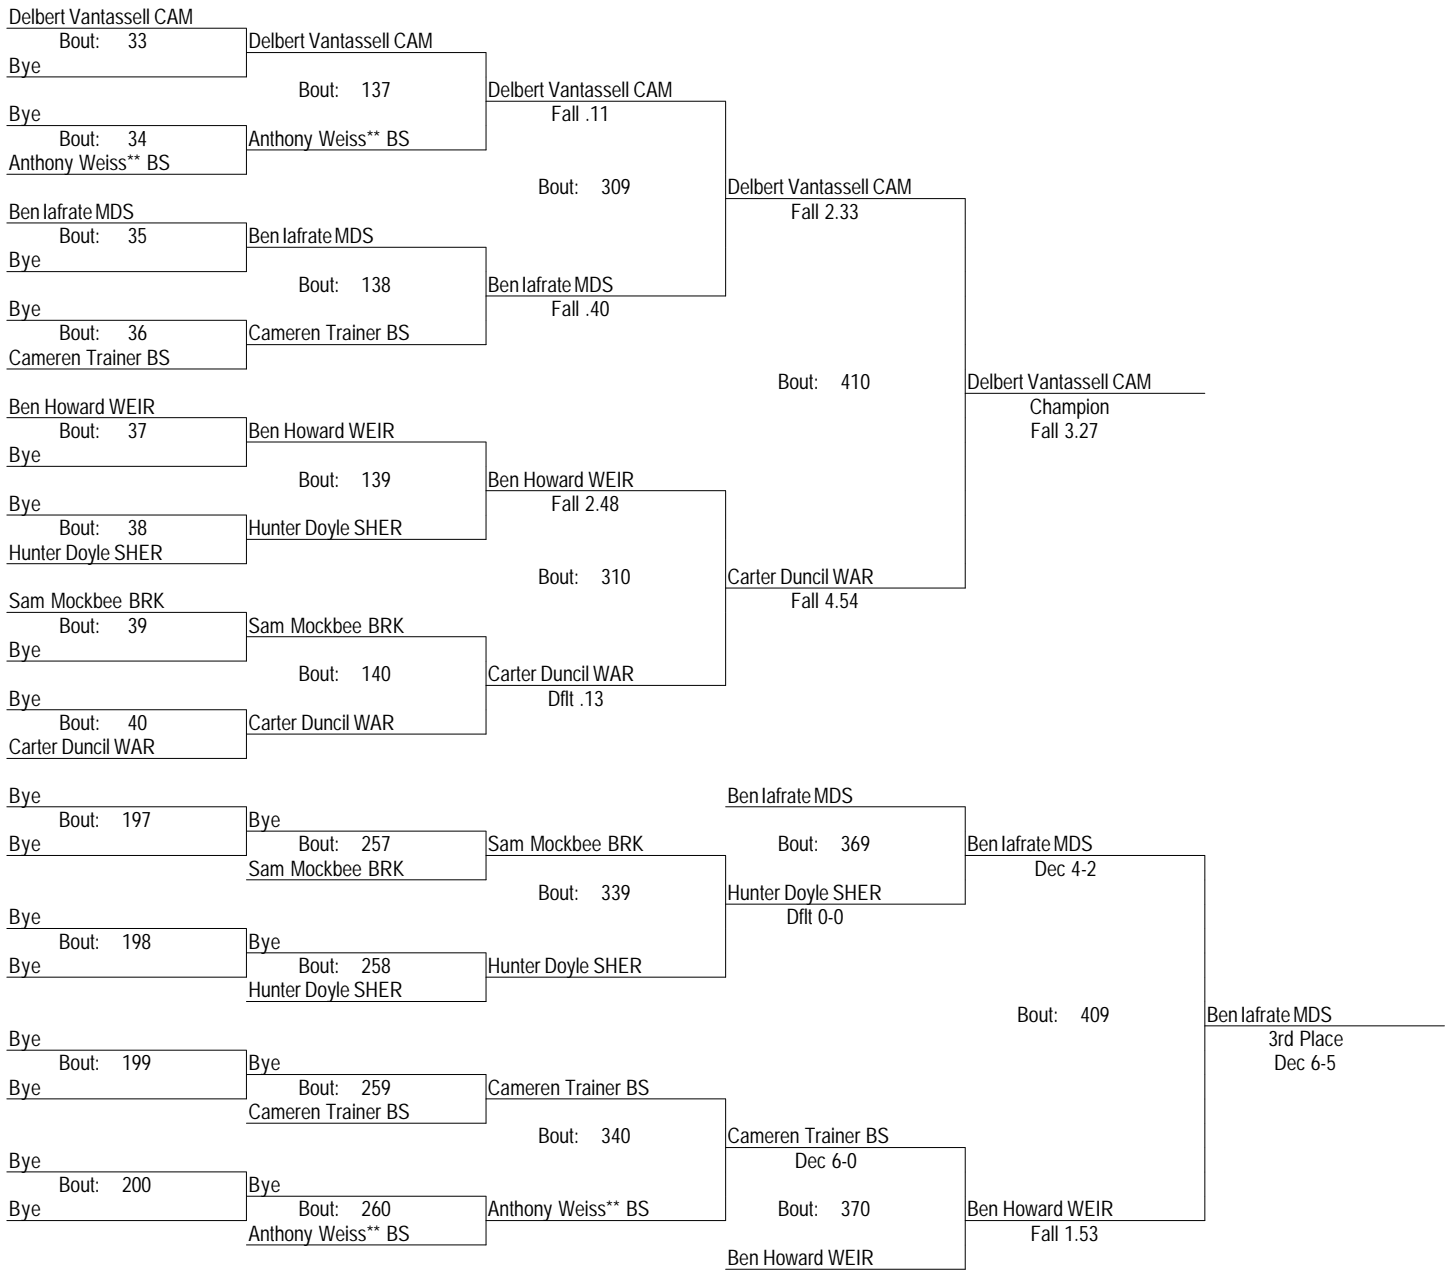 Delbert Vantassell CAM
Bout: 33
Delbert Vantassell CAM
Bye
Bout: 137
Delbert Vantassell CAM
Bye
Fall .11
Bout: 34
Anthony Weiss** BS
Anthony Weiss** BS
Bout: 309
Delbert Vantassell CAM
Ben Iafrate MDS
Fall 2.33
Bout: 35
Ben Iafrate MDS
Bye
Bout: 138
Ben Iafrate MDS
Bye
Fall .40
Bout: 36
Cameren Trainer BS
Cameren Trainer BS
Bout: 410
Delbert Vantassell CAM
Ben Howard WEIR
Champion
Bout: 37
Ben Howard WEIR
Fall 3.27
Bye
Bout: 139
Ben Howard WEIR
Bye
Fall 2.48
Bout: 38
Hunter Doyle SHER
Hunter Doyle SHER
Bout: 310
Carter Duncil WAR
Sam Mockbee BRK
Fall 4.54
Bout: 39
Sam Mockbee BRK
Bye
Bout: 140
Carter Duncil WAR
Bye
Dflt .13
Bout: 40
Carter Duncil WAR
Carter Duncil WAR
Bye
Ben Iafrate MDS
Bout: 197
Bye
Bye
Bout: 257
Sam Mockbee BRK
Bout: 369
Ben Iafrate MDS
Sam Mockbee BRK
Dec 4-2
Bout: 339
Hunter Doyle SHER
Bye
Dflt 0-0
Bout: 198
Bye
Bye
Bout: 258
Hunter Doyle SHER
Hunter Doyle SHER
Bout: 409
Ben Iafrate MDS
Bye
3rd Place
Bout: 199
Bye
Dec 6-5
Bye
Bout: 259
Cameren Trainer BS
Cameren Trainer BS
Bout: 340
Cameren Trainer BS
Bye
Dec 6-0
Bout: 200
Bye
Bye
Bout: 260
Anthony Weiss** BS
Bout: 370
Ben Howard WEIR
Anthony Weiss** BS
Fall 1.53
Ben Howard WEIR